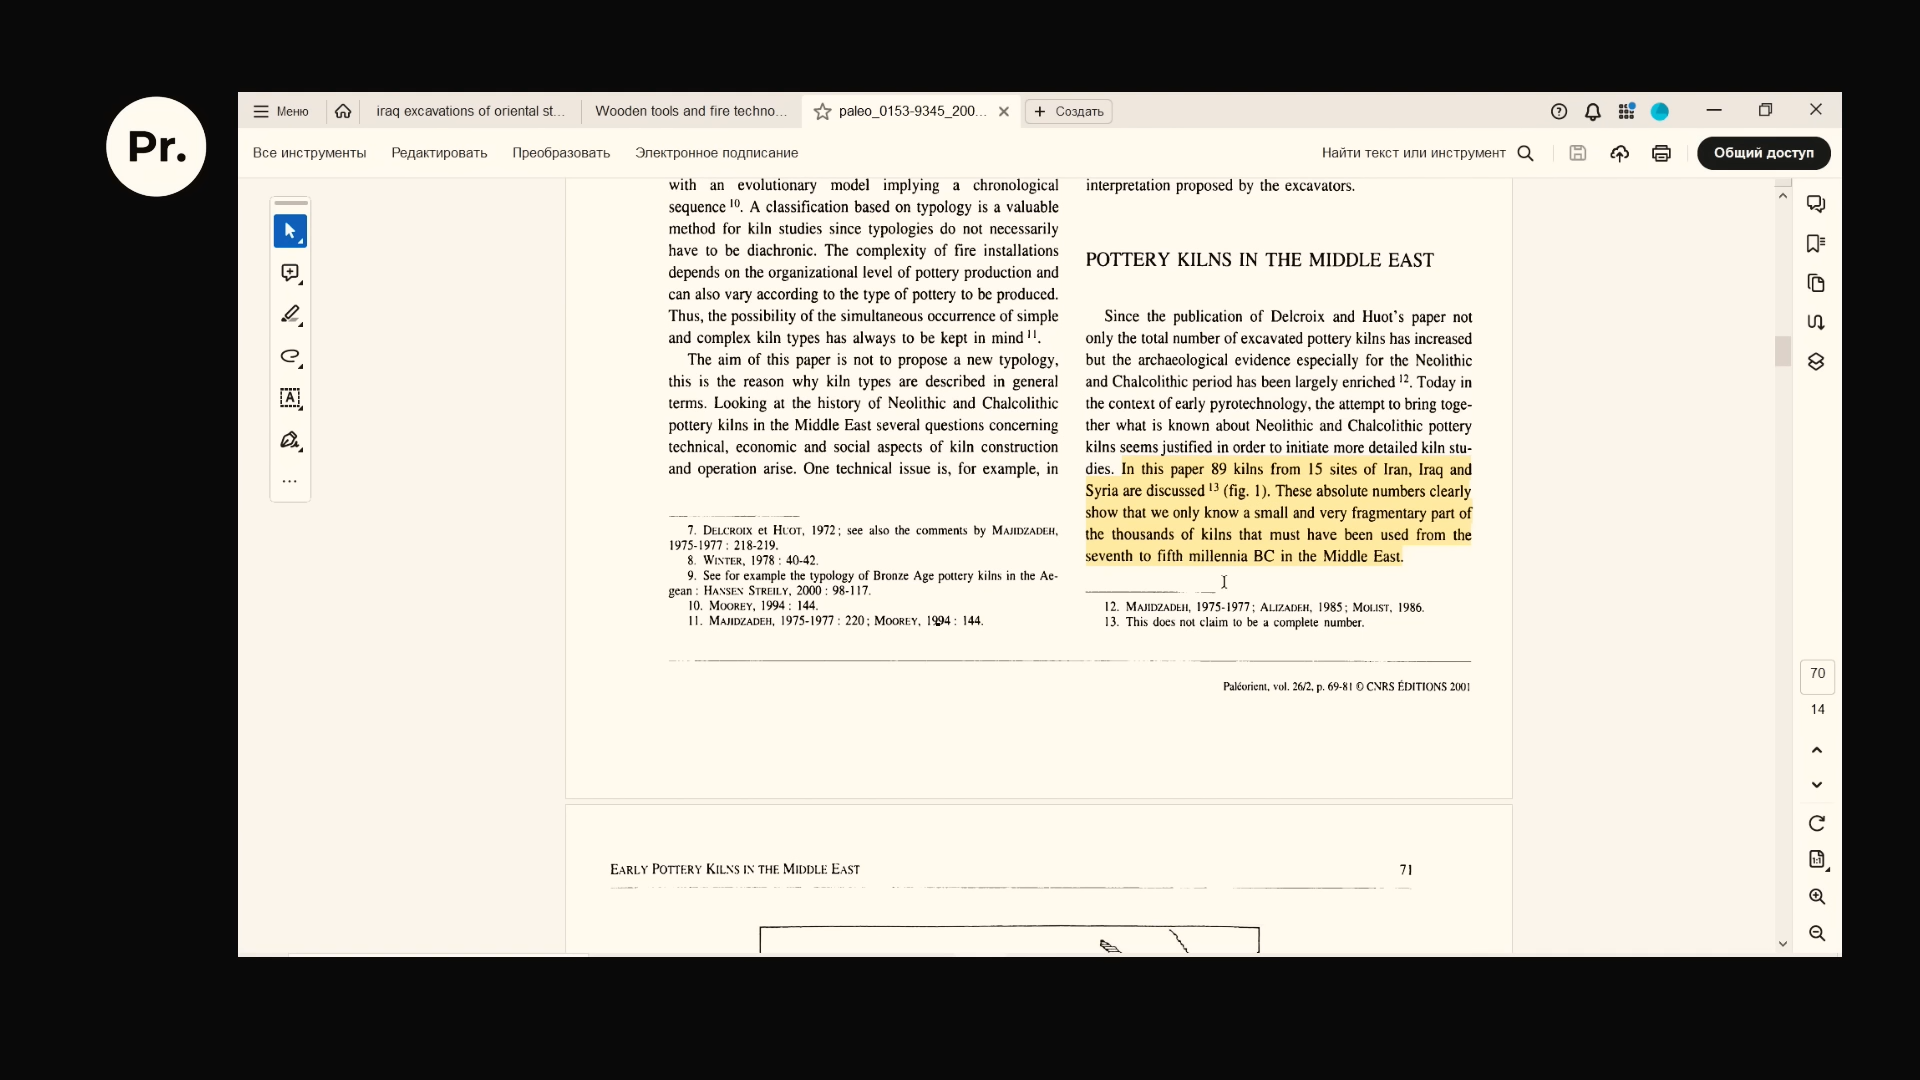 Pr.
Меню
iraq excavations of oriental st...
Wooden tools and fire techno...
paleo_0153-9345_200...
Создать
Все инструменты
Редактировать
Преобразовать
Электронное подписание
Найти текст или инструмент
Общий доступ
with an evolutionary model implying a chronological
sequence 10. A classification based on typology is a valuable
method for kiln studies since typologies do not necessarily
have to be diachronic. The complexity of fire installations
depends on the organizational level of pottery production and
can also vary according to the type of pottery to be produced.
Thus, the possibility of the simultaneous occurrence of simple
and complex kiln types has always to be kept in mind 11.
The aim of this paper is not to propose a new typology,
this is the reason why kiln types are described in general
terms. Looking at the history of Neolithic and Chalcolithic
pottery kilns in the Middle East several questions concerning
technical, economic and social aspects of kiln construction
and operation arise. One technical issue is, for example, in
7. DELCROIX et HUOT, 1972; see also the comments by MAJIDZADEH,
1975-1977 : 218-219.
8. WINTER, 1978 : 40-42.
9. See for example the typology of Bronze Age pottery kilns in the Ae-
gean : HANSEN STREILY, 2000 : 98-117.
10. MOOREY, 1994 : 144.
11. MAJIDZADEH, 1975-1977 : 220 ; MOOREY, 1994 : 144.
interpretation proposed by the excavators.
POTTERY KILNS IN THE MIDDLE EAST
Since the publication of Delcroix and Huot's paper not
only the total number of excavated pottery kilns has increased
but the archaeological evidence especially for the Neolithic
and Chalcolithic period has been largely enriched 12. Today in
the context of early pyrotechnology, the attempt to bring toge-
ther what is known about Neolithic and Chalcolithic pottery
kilns seems justified in order to initiate more detailed kiln stu-
dies. In this paper 89 kilns from 15 sites of Iran, Iraq and
Syria are discussed 13 (fig. 1). These absolute numbers clearly
show that we only know a small and very fragmentary part of
the thousands of kilns that must have been used from the
seventh to fifth millennia BC in the Middle East.
12. MAJIDZADEH, 1975-1977 ; ALIZADEH, 1985 ; MOLIST, 1986.
13. This does not claim to be a complete number.
Paléorient, vol. 26/2, p. 69-81 © CNRS ÉDITIONS 2001
70
14
EARLY POTTERY KILNS IN THE MIDDLE EAST
71